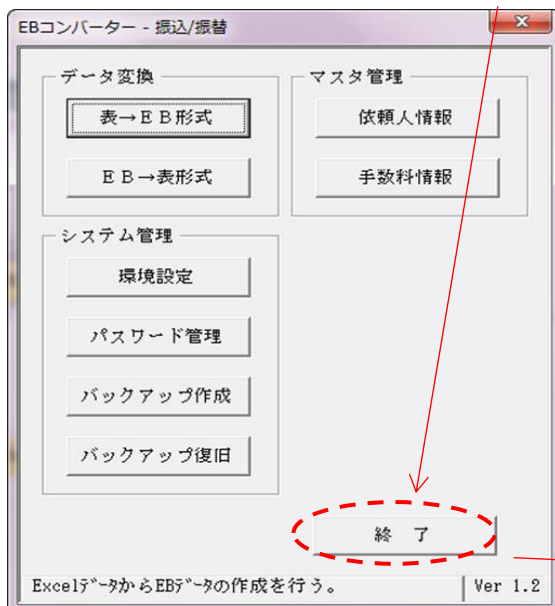 EBコンバーター - 振込/振替
データ変換
表→ＥＢ形式
ＥＢ→表形式
マスタ管理
依頼人情報
手数料情報
システム管理
環境設定
パスワード管理
バックアップ作成
バックアップ復旧
終　了
ExcelﾃﾞｰﾀからＥＢﾃﾞｰﾀの作成を行う。
Ver 1.2